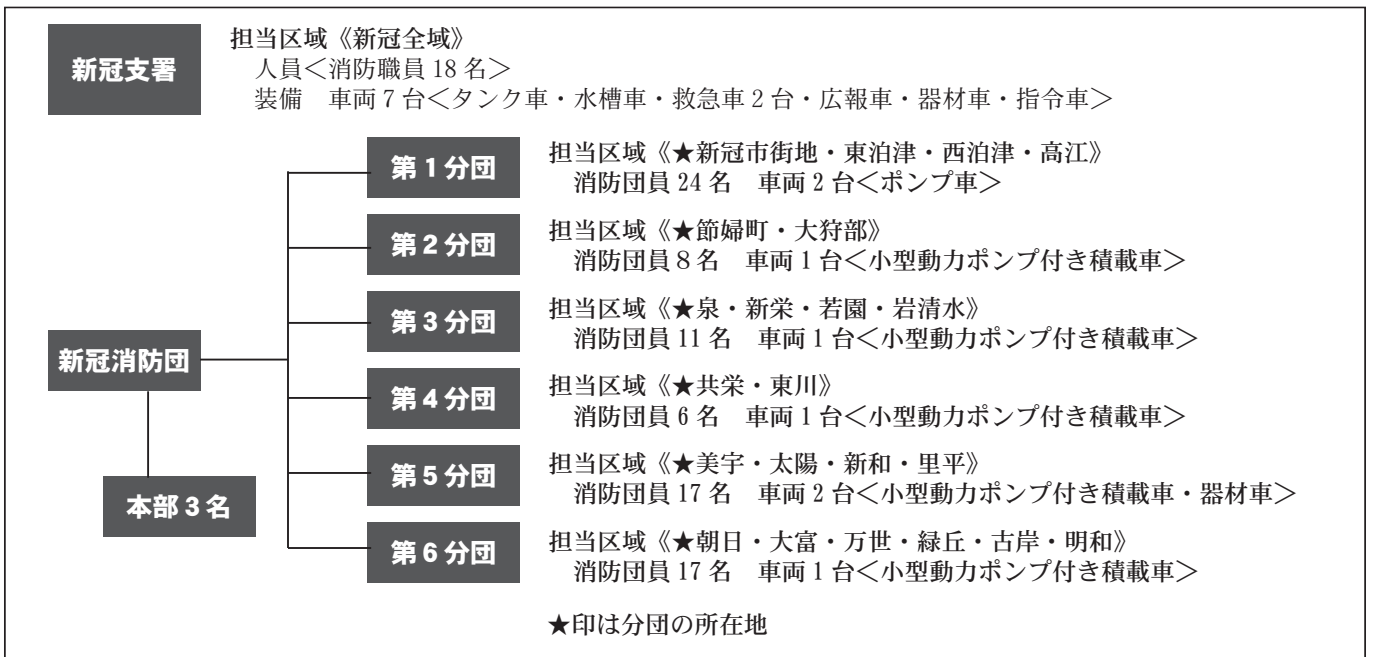 新冠支署
担当区域《新冠全域》
人員＜消防職員 18 名＞
装備　車両 7 台＜タンク車・水槽車・救急車 2 台・広報車・器材車・指令車＞
第 1 分団
担当区域《★新冠市街地・東泊津・西泊津・高江》
消防団員 24 名　車両 2 台＜ポンプ車＞
第 2 分団
担当区域《★節婦町・大狩部》
消防団員８名　車両 1 台＜小型動力ポンプ付き積載車＞
第 3 分団
担当区域《★泉・新栄・若園・岩清水》
消防団員 11 名　車両 1 台＜小型動力ポンプ付き積載車＞
新冠消防団
第 4 分団
担当区域《★共栄・東川》
消防団員 6 名　車両 1 台＜小型動力ポンプ付き積載車＞
第 5 分団
担当区域《★美宇・太陽・新和・里平》
消防団員 17 名　車両 2 台＜小型動力ポンプ付き積載車・器材車＞
本部 3 名
第 6 分団
担当区域《★朝日・大富・万世・緑丘・古岸・明和》
消防団員 17 名　車両 1 台＜小型動力ポンプ付き積載車＞
★印は分団の所在地